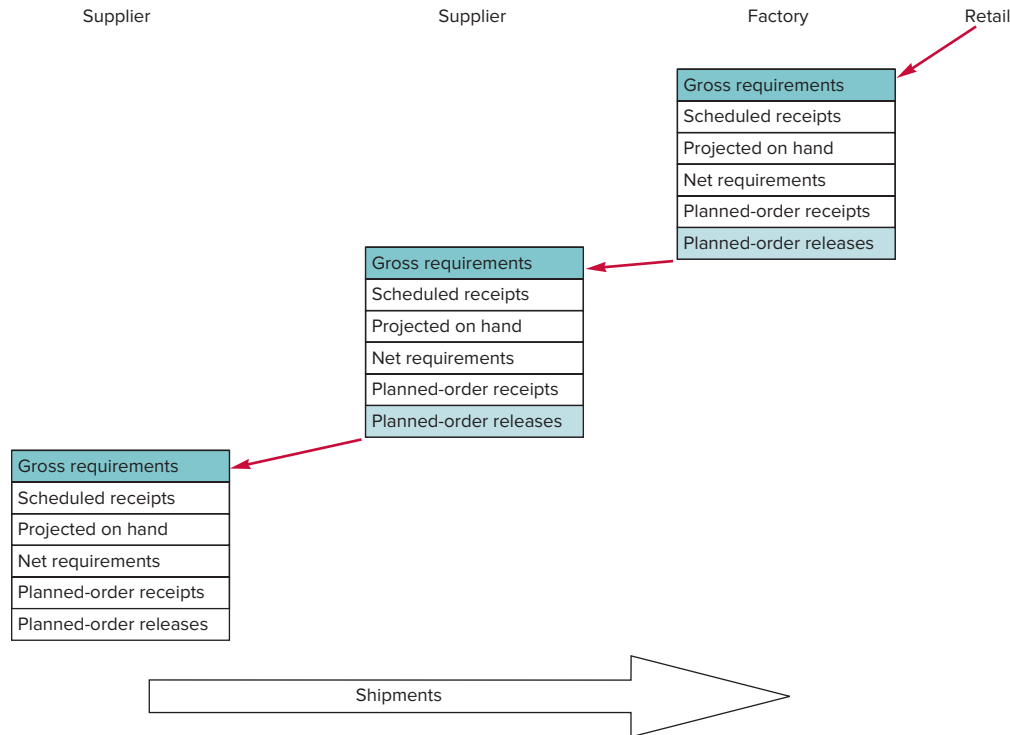 Supplier
Supplier
Factory
Retail
Gross requirements
Scheduled receipts
Projected on hand
Net requirements
Planned-order receipts
Planned-order releases
Gross requirements
Scheduled receipts
Projected on hand
Net requirements
Planned-order receipts
Planned-order releases
Gross requirements
Scheduled receipts
Projected on hand
Net requirements
Planned-order receipts
Planned-order releases
Shipments